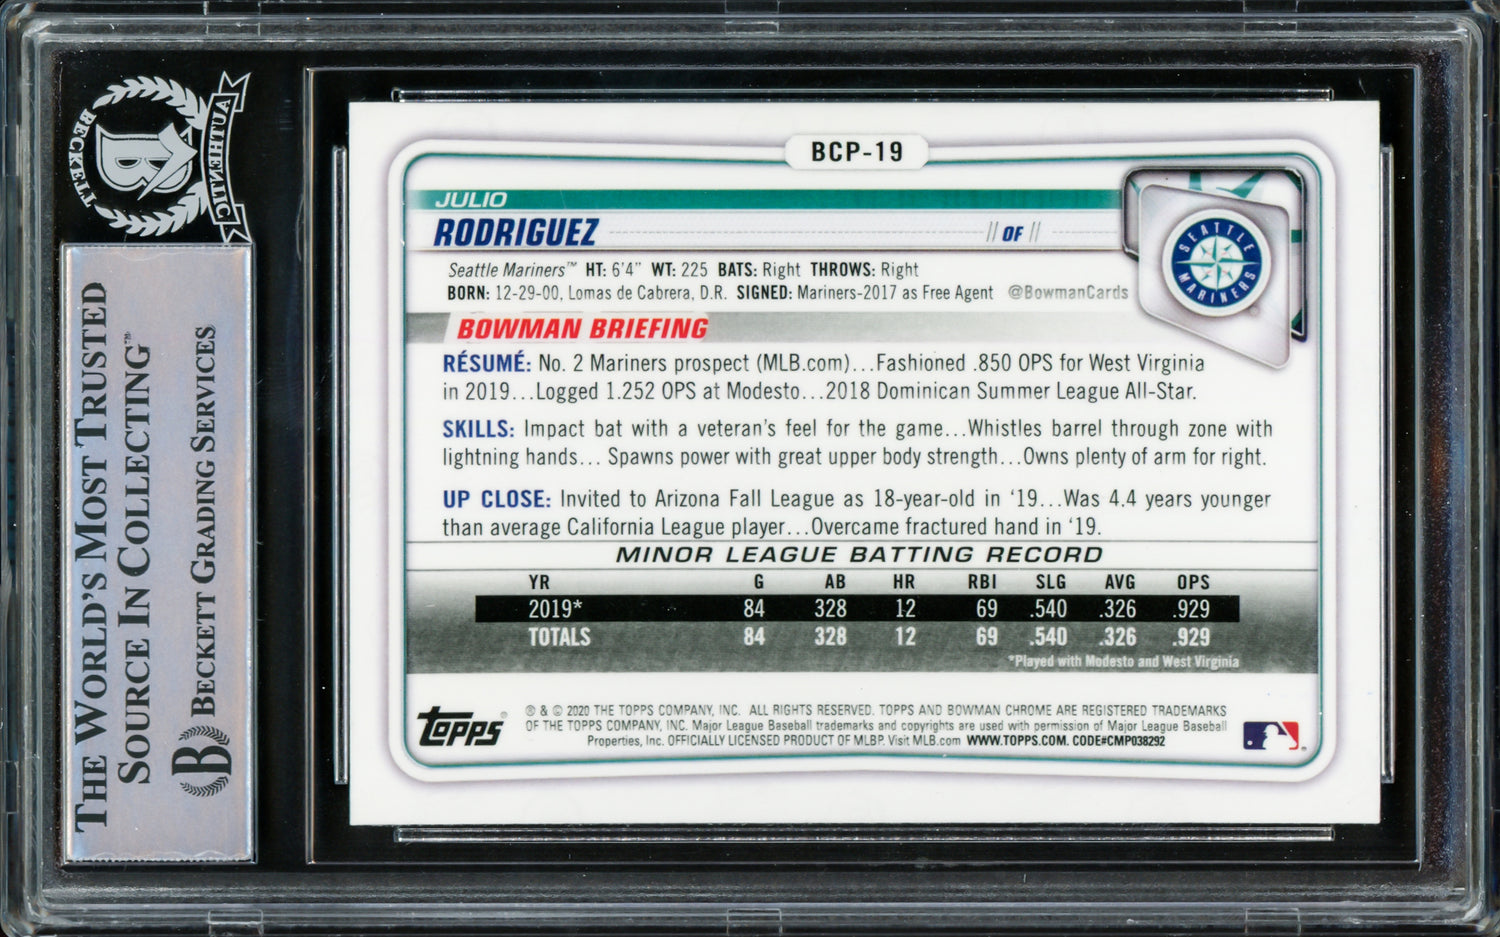 BECKETT
AUTHENTIC
B
THE WORLD'S MOST TRUSTED
SOURCE IN COLLECTING™
BECKETT GRADING SERVICES
B
BCP-19
JULIO
RODRIGUEZ // OF //
SEATTLE MARINERS
Seattle Mariners™ HT: 6'4" WT: 225 BATS: Right THROWS: Right
BORN: 12-29-00, Lomas de Cabrera, D.R. SIGNED: Mariners-2017 as Free Agent @BowmanCards
BOWMAN BRIEFING
RÉSUMÉ: No. 2 Mariners prospect (MLB.com)...Fashioned .850 OPS for West Virginia
in 2019...Logged 1.252 OPS at Modesto...2018 Dominican Summer League All-Star.
SKILLS: Impact bat with a veteran's feel for the game...Whistles barrel through zone with
lightning hands... Spawns power with great upper body strength...Owns plenty of arm for right.
UP CLOSE: Invited to Arizona Fall League as 18-year-old in '19...Was 4.4 years younger
than average California League player...Overcame fractured hand in '19.
MINOR LEAGUE BATTING RECORD
YR G AB HR RBI SLG AVG OPS
2019* 84 328 12 69 .540 .326 .929
TOTALS 84 328 12 69 .540 .326 .929
*Played with Modesto and West Virginia
topps®
® & © 2020 THE TOPPS COMPANY, INC. ALL RIGHTS RESERVED. TOPPS AND BOWMAN CHROME ARE REGISTERED TRADEMARKS
OF THE TOPPS COMPANY, INC. Major League Baseball trademarks and copyrights are used with permission of Major League Baseball
Properties, Inc. OFFICIALLY LICENSED PRODUCT OF MLBP. Visit MLB.com WWW.TOPPS.COM. CODE#CMP038292